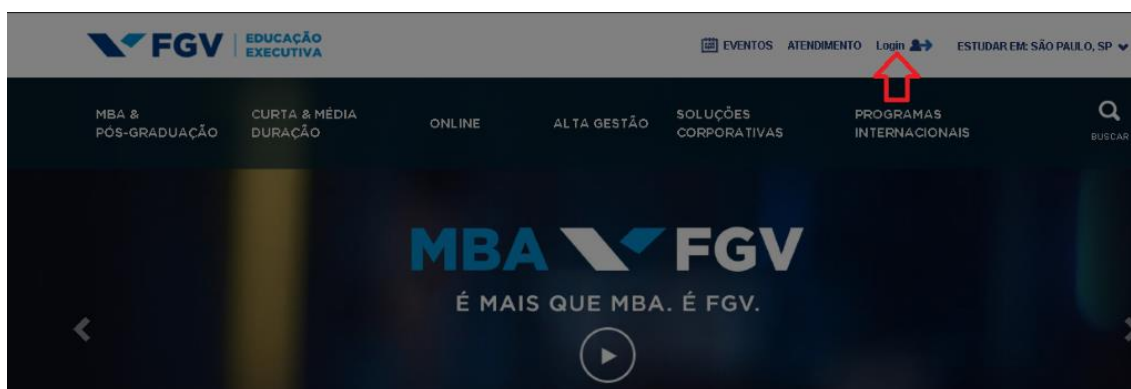 FGV EDUCAÇÃO
EXECUTIVA
EVENTOS ATENDIMENTO Login ESTUDAR EM: SÃO PAULO, SP
MBA &
PÓS-GRADUAÇÃO
CURTA & MÉDIA
DURAÇÃO
ONLINE
ALTA GESTÃO
SOLUÇÕES
CORPORATIVAS
PROGRAMAS
INTERNACIONAIS
BUSCAR
MBA FGV
É MAIS QUE MBA. É FGV.